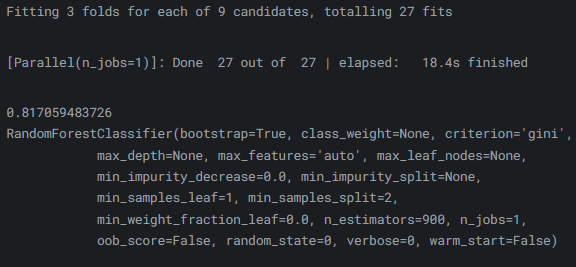 Fitting 3 folds for each of 9 candidates, totalling 27 fits
[Parallel(n_jobs=1)]: Done  27 out of  27 | elapsed:   18.4s finished
0.817059483726
RandomForestClassifier(bootstrap=True, class_weight=None, criterion='gini',
            max_depth=None, max_features='auto', max_leaf_nodes=None,
            min_impurity_decrease=0.0, min_impurity_split=None,
            min_samples_leaf=1, min_samples_split=2,
            min_weight_fraction_leaf=0.0, n_estimators=900, n_jobs=1,
            oob_score=False, random_state=0, verbose=0, warm_start=False)